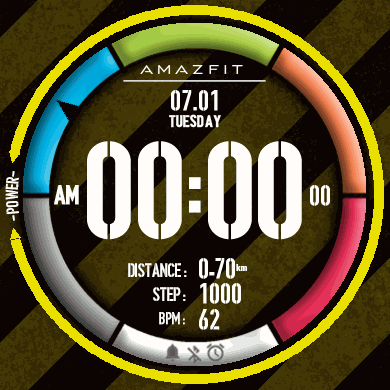 AMAZFIT
07.01
TUESDAY
AM 00:00 00
-POWER-
DISTANCE: 0.70km
STEP: 1000
BPM: 62